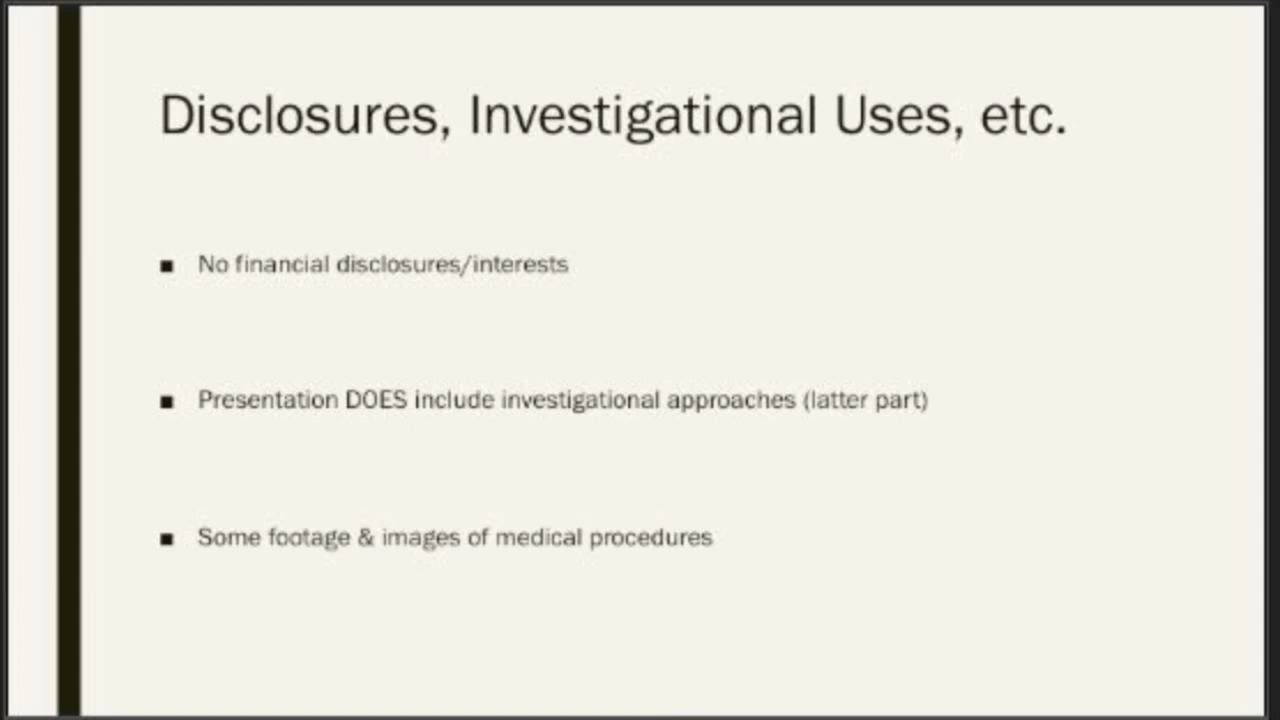 Disclosures, Investigational Uses, etc.
■ No financial disclosures/interests
■ Presentation DOES include investigational approaches (latter part)
■ Some footage & images of medical procedures